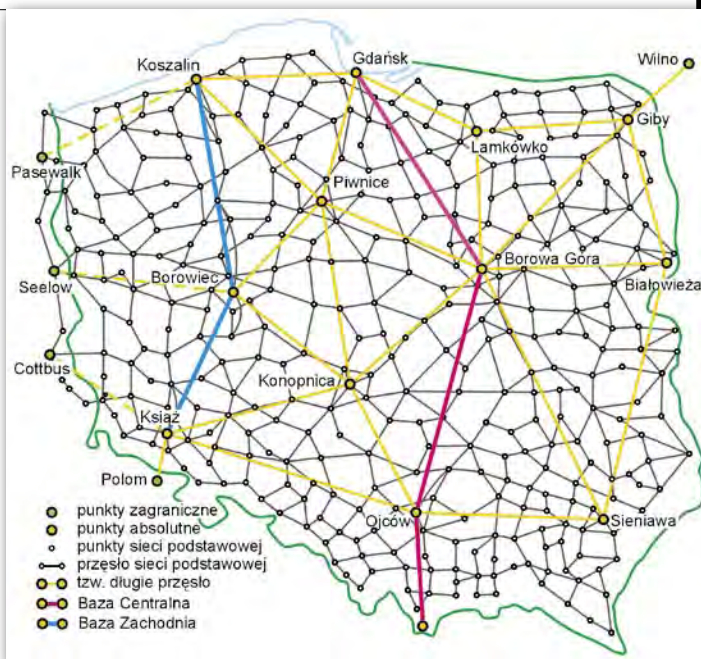 Koszalin
Gdańsk
Wilno
Giby
Lamkówko
Pasewalk
Piwnice
Borowa Góra
Białowieża
Borowiec
Seelow
Cottbus
Konopnica
Książ
Polom
Ojców
Sieniawa
punkty zagraniczne
punkty absolutne
punkty sieci podstawowej
przęsło sieci podstawowej
tzw. długie przęsło
Baza Centralna
Baza Zachodnia